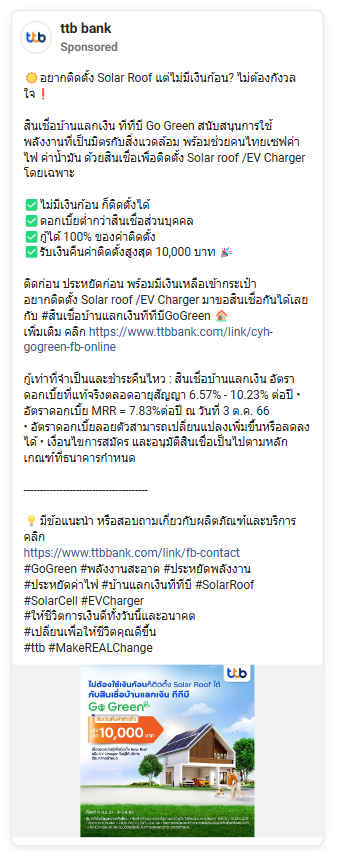 ttb
ttb bank
Sponsored
🌞 อยากติดตั้ง Solar Roof แต่ไม่มีเงินก้อน? ไม่ต้องกังวล
ใจ❗
สินเชื่อบ้านแลกเงิน ทีทีบี Go Green สนับสนุนการใช้
พลังงานที่เป็นมิตรกับสิ่งแวดล้อม พร้อมช่วยคนไทยเซฟค่า
ไฟ ค่าน้ำมัน ด้วยสินเชื่อเพื่อติดตั้ง Solar roof /EV Charger
โดยเฉพาะ
✅ ไม่มีเงินก้อน ก็ติดตั้งได้
✅ ดอกเบี้ยต่ำกว่าสินเชื่อส่วนบุคคล
✅ กู้ได้ 100% ของค่าติดตั้ง
✅ รับเงินคืนค่าติดตั้งสูงสุด 10,000 บาท 🎉
ติดก่อน ประหยัดก่อน พร้อมมีเงินเหลือเข้ากระเป๋า
อยากติดตั้ง Solar roof /EV Charger มาขอสินเชื่อกันได้เลย
กับ #สินเชื่อบ้านแลกเงินทีทีบีGoGreen 🏠
เพิ่มเติม คลิก https://www.ttbbank.com/link/cyh-
gogreen-fb-online
กู้เท่าที่จำเป็นและชำระคืนไหว : สินเชื่อบ้านแลกเงิน อัตรา
ดอกเบี้ยที่แท้จริงตลอดอายุสัญญา 6.57% - 10.23% ต่อปี •
อัตราดอกเบี้ย MRR = 7.83%ต่อปี ณ วันที่ 3 ต.ค. 66
• อัตราดอกเบี้ยลอยตัวสามารถเปลี่ยนแปลงเพิ่มขึ้นหรือลดลง
ได้ • เงื่อนไขการสมัคร และอนุมัติสินเชื่อเป็นไปตามหลัก
เกณฑ์ที่ธนาคารกำหนด
--------------------------------------
💡 มีข้อแนะนำ หรือสอบถามเกี่ยวกับผลิตภัณฑ์และบริการ
คลิก
https://www.ttbbank.com/link/fb-contact
#GoGreen #พลังงานสะอาด #ประหยัดพลังงาน
#ประหยัดค่าไฟ #บ้านแลกเงินทีทีบี #SolarRoof
#SolarCell #EVCharger
#ให้ชีวิตการเงินดีทั้งวันนี้และอนาคต
#เปลี่ยนเพื่อให้ชีวิตคุณดีขึ้น
#ttb #MakeREALChange
ttb
ไม่ต้องใช้เงินก้อนก็ติดตั้ง Solar Roof ได้
กับสินเชื่อบ้านแลกเงิน ทีทีบี
Go Green
รับเงินคืนค่าติดตั้ง
10,000 บาท